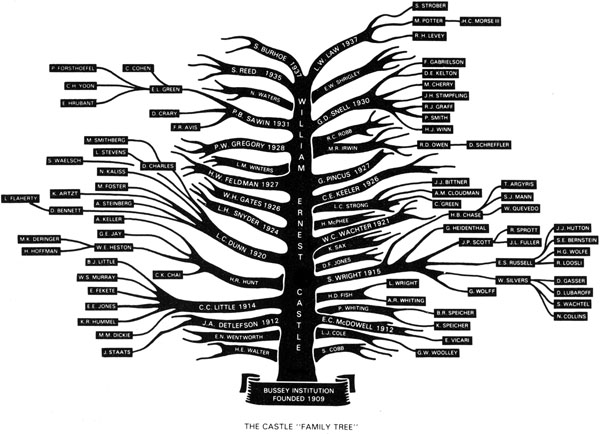 S. STROBER
M. POTTER
H.C. MORSE III
R.H. LEVEY
L.W. LAW 1937
S. BURHOE 1937
S. REED 1935
E.W. SHRIGLEY
N. WATERS
P. FORSTHOEFEL
C. COHEN
C.H. YOON
E.L. GREEN
E. HRUBANT
D. CRARY
F.R. AVIS
P.B. SAWIN 1931
G.D. SNELL 1930
F. GABRIELSON
D.E. KELTON
M. CHERRY
J.H. STIMPFLING
R.J. GRAFF
P. SMITH
H.J. WINN
R.C. ROBB
M.R. IRWIN
R.D. OWEN
D. SCHREFFLER
P.W. GREGORY 1928
L.M. WINTERS
H.W. FELDMAN 1927
G. PINCUS 1927
W.H. GATES 1926
C.E. KEELER 1926
L.H. SNYDER 1924
L.C. STRONG
J.J. BITTNER
A.M. CLOUDMAN
C. GREEN
H. McPHEE
W.C. WACHTER 1921
L.C. DUNN 1920
M. SMITHBERG
L. STEVENS
S. WAELSCH
D. CHARLES
N. KALISS
M. FOSTER
K. ARTZT
L. FLAHERTY
A. STEINBERG
D. BENNETT
A. KELLER
K. SAX
D.F. JONES
S. WRIGHT 1915
T. ARGYRIS
S.J. MANN
W. QUEVEDO
H.B. CHASE
G. HEIDENTHAL
R. SPROTT
J.P. SCOTT
J.L. FULLER
J.J. HUTTON
S.E. BERNSTEIN
H.G. WOLFE
E.S. RUSSELL
R. LOOSLI
W. SILVERS
D. GASSER
D. LUBAROFF
S. WACHTEL
N. COLLINS
G. WOLFF
L. WRIGHT
G.E. JAY
M.K. DERINGER
W.E. HESTON
H. HOFFMAN
C.K. CHAI
H.R. HUNT
B.J. LITTLE
W.S. MURRAY
E. FEKETE
E.E. JONES
C.C. LITTLE 1914
K.R. HUMMEL
M.M. DICKIE
J. STAATS
J.A. DETLEFSON 1912
H.D. FISH
A.R. WHITING
P. WHITING
B.R. SPEICHER
K. SPEICHER
E.C. McDOWELL 1912
E. VICARI
G.W. WOOLLEY
L.J. COLE
E.N. WENTWORTH
H.E. WALTER
S. COBB
WILLIAM ERNEST CASTLE
BUSSEY INSTITUTION
FOUNDED 1909
THE CASTLE "FAMILY TREE"